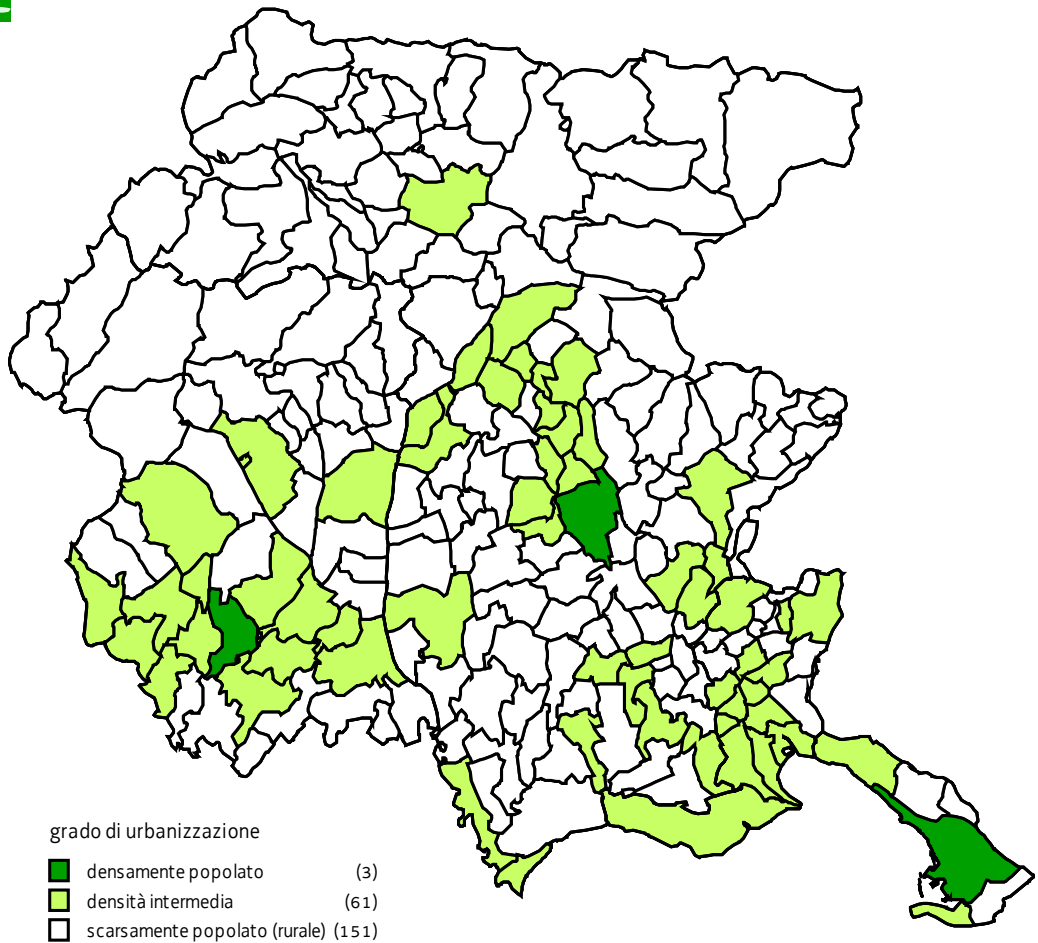 grado di urbanizzazione
densamente popolato (3)
densità intermedia (61)
scarsamente popolato (rurale) (151)